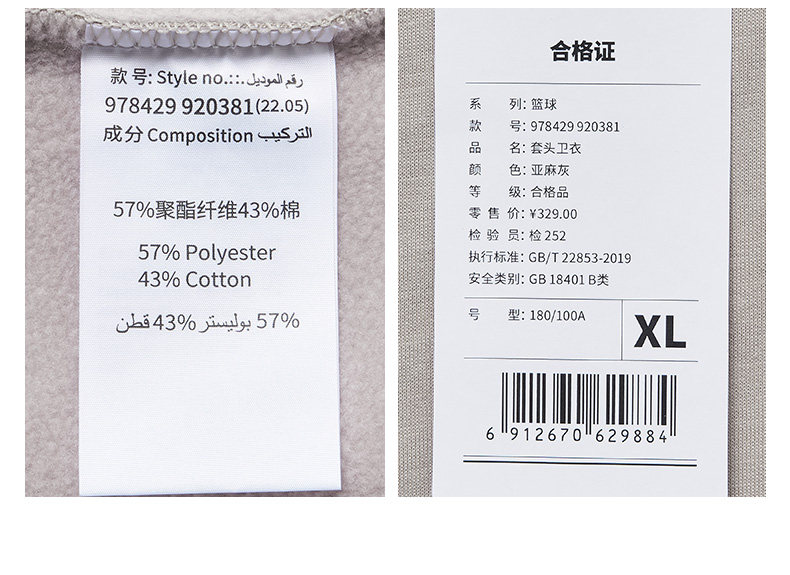 款号: Style no.::. رقم الموديل
978429 920381(22.05)
成分 Composition التركيب
57%聚酯纤维43%棉
57% Polyester
43% Cotton
57% بوليستر 43% قطن
合格证
系 列: 篮球
款 号: 978429 920381
品 名: 套头卫衣
颜 色: 亚麻灰
等 级: 合格品
零 售 价: ¥329.00
检 验 员: 检 252
执行标准: GB/T 22853-2019
安全类别: GB 18401 B类
号 型: 180/100A
XL
6 912670 629884